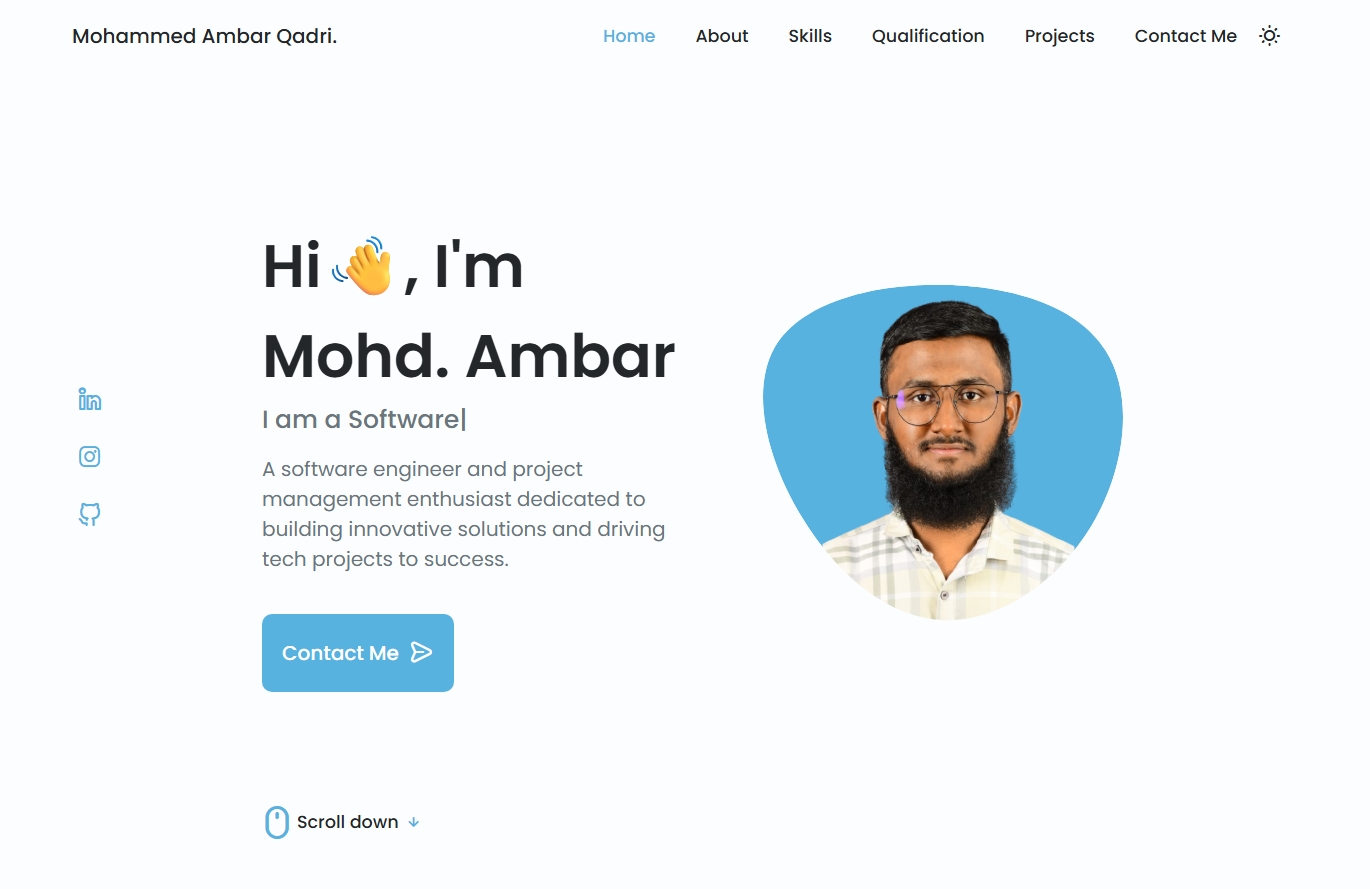 Mohammed Ambar Qadri.
Home About Skills Qualification Projects Contact Me
Hi 👋 , I'm
Mohd. Ambar
I am a Software|
A software engineer and project
management enthusiast dedicated to
building innovative solutions and driving
tech projects to success.
Contact Me
Scroll down